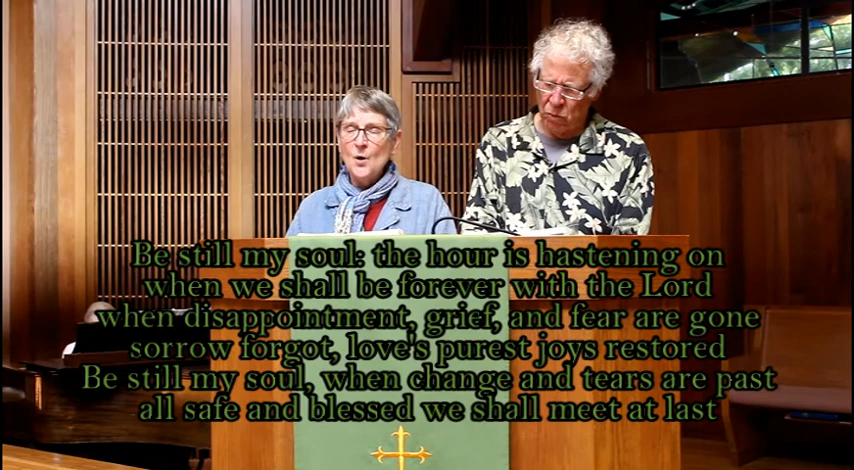 Be still my soul: the hour is hastening on
when we shall be forever with the Lord
when disappointment, grief, and fear are gone
sorrow forgot, love's purest joys restored
Be still my soul, when change and tears are past
all safe and blessed we shall meet at last